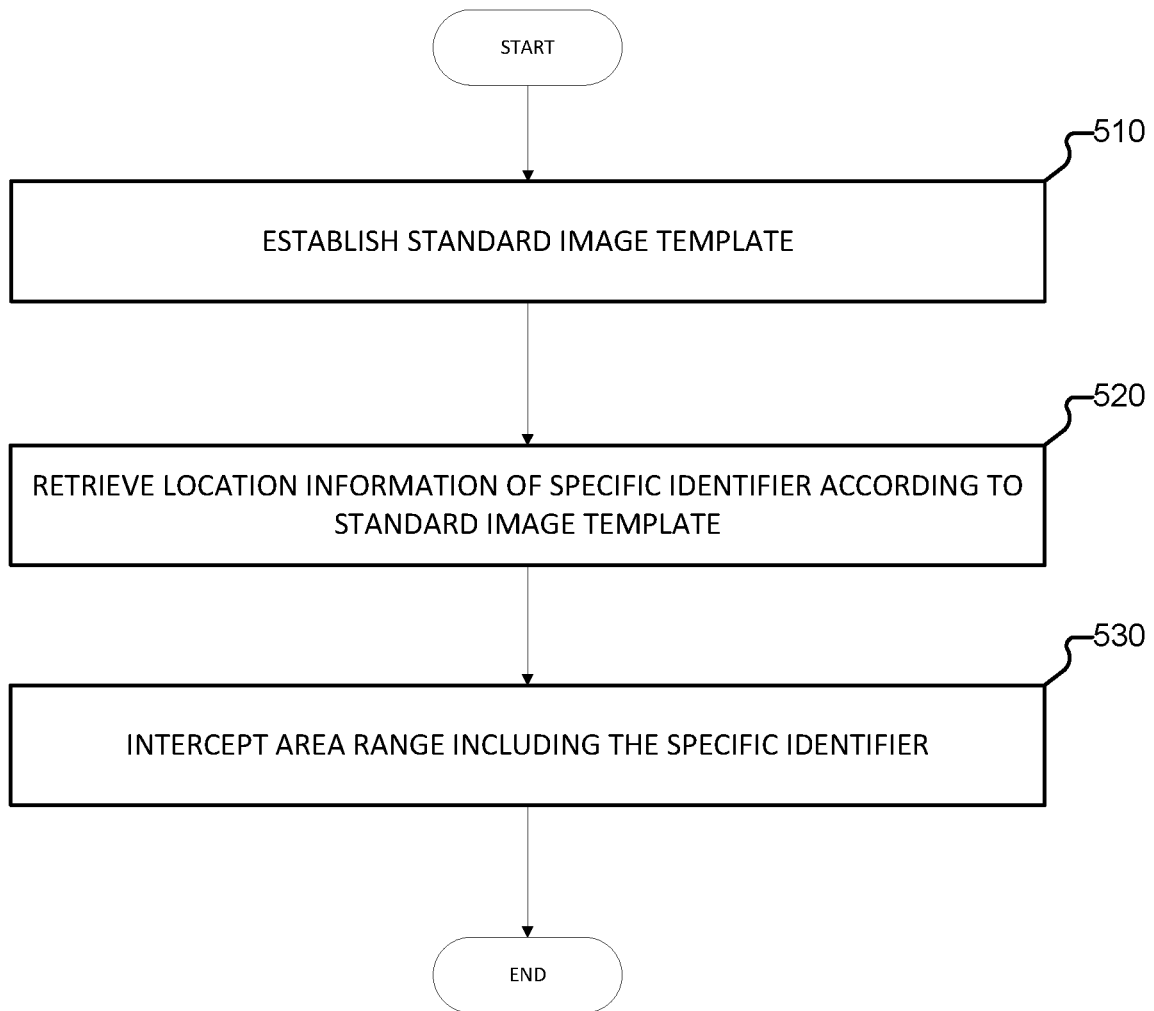 START
510
ESTABLISH STANDARD IMAGE TEMPLATE
520
RETRIEVE LOCATION INFORMATION OF SPECIFIC IDENTIFIER ACCORDING TO
STANDARD IMAGE TEMPLATE
530
INTERCEPT AREA RANGE INCLUDING THE SPECIFIC IDENTIFIER
END